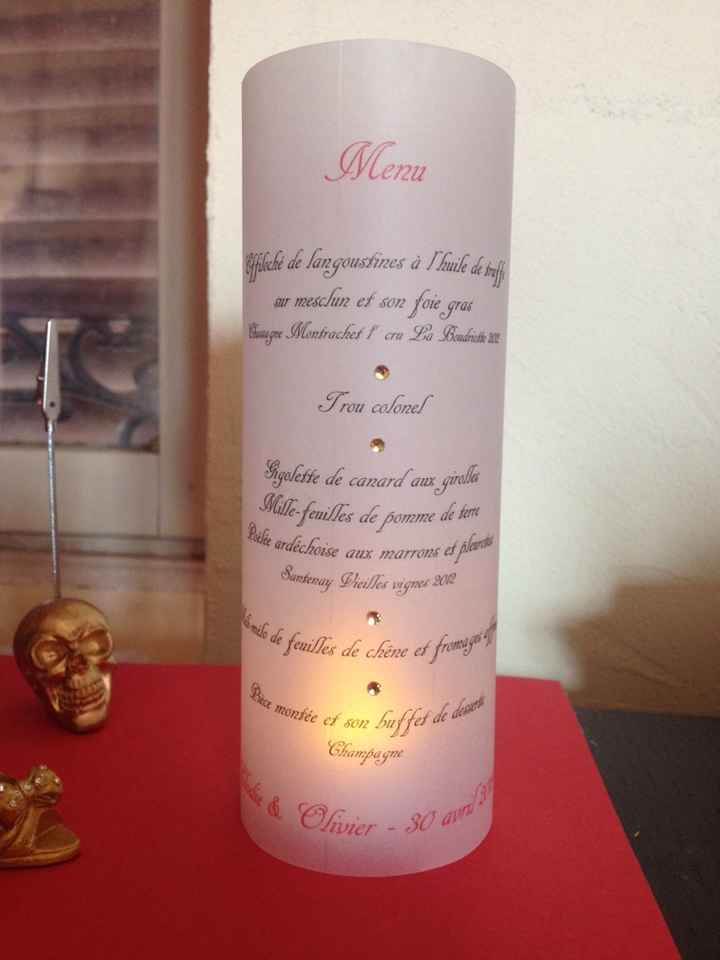 Menu
Effiloché de langoustines à l'huile de truffe
sur mesclun et son foie gras
Chassagne Montrachet 1er cru La Boudriotte 2012
Trou colonel
Gigolette de canard aux girolles
Mille-feuilles de pomme de terre
Poêlée ardéchoise aux marrons et pleurotes
Santenay Vieilles vignes 2012
de feuilles de chêne et fromages
Pièce montée et son buffet de desserts
Champagne
& Olivier - 30 avril